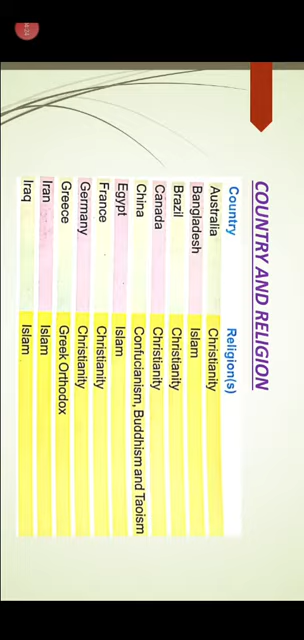 COUNTRY AND RELIGION
Country Religion(s)
Australia Christianity
Bangladesh Islam
Brazil Christianity
Canada Christianity
China Confucianism, Buddhism and Taoism
Egypt Islam
France Christianity
Germany Christianity
Greece Greek Orthodox
Iran Islam
Iraq Islam